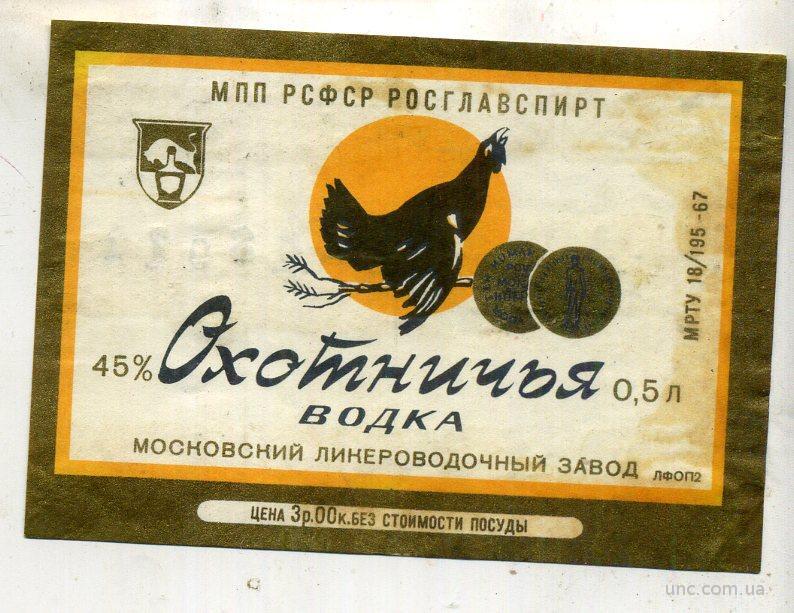 МПП РСФСР РОСГЛАВСПИРТ
МРТУ 18/195-67
45% Охотничья 0,5 л
ВОДКА
МОСКОВСКИЙ ЛИКЕРОВОДОЧНЫЙ ЗАВОД ЛФОП2
ЦЕНА 3р.00к. БЕЗ СТОИМОСТИ ПОСУДЫ
unc.com.ua